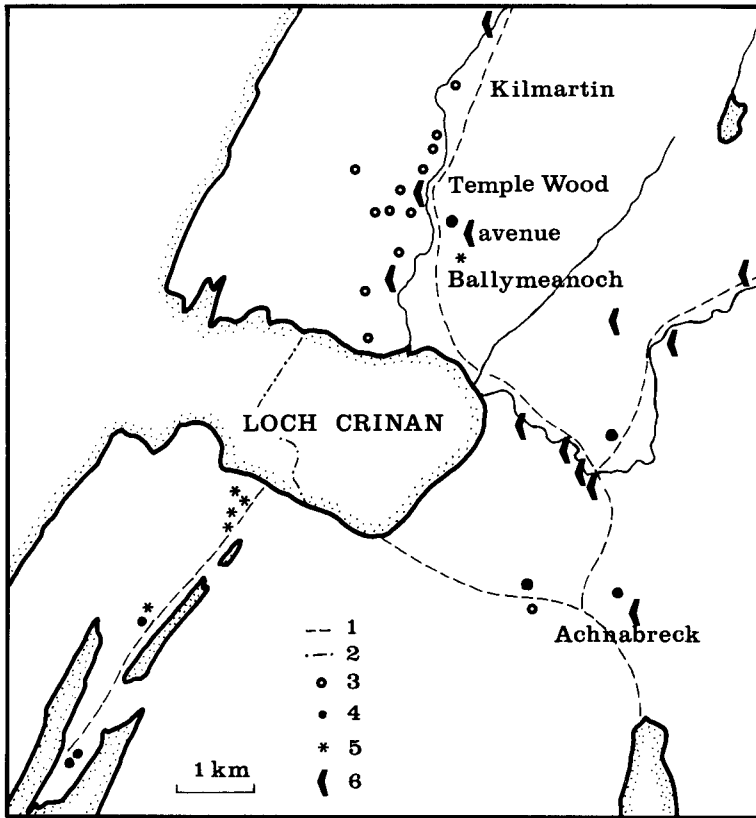 Kilmartin
Temple Wood
avenue
Ballymeanoch
LOCH CRINAN
Achnabreck
1
2
3
4
5
6
1 km